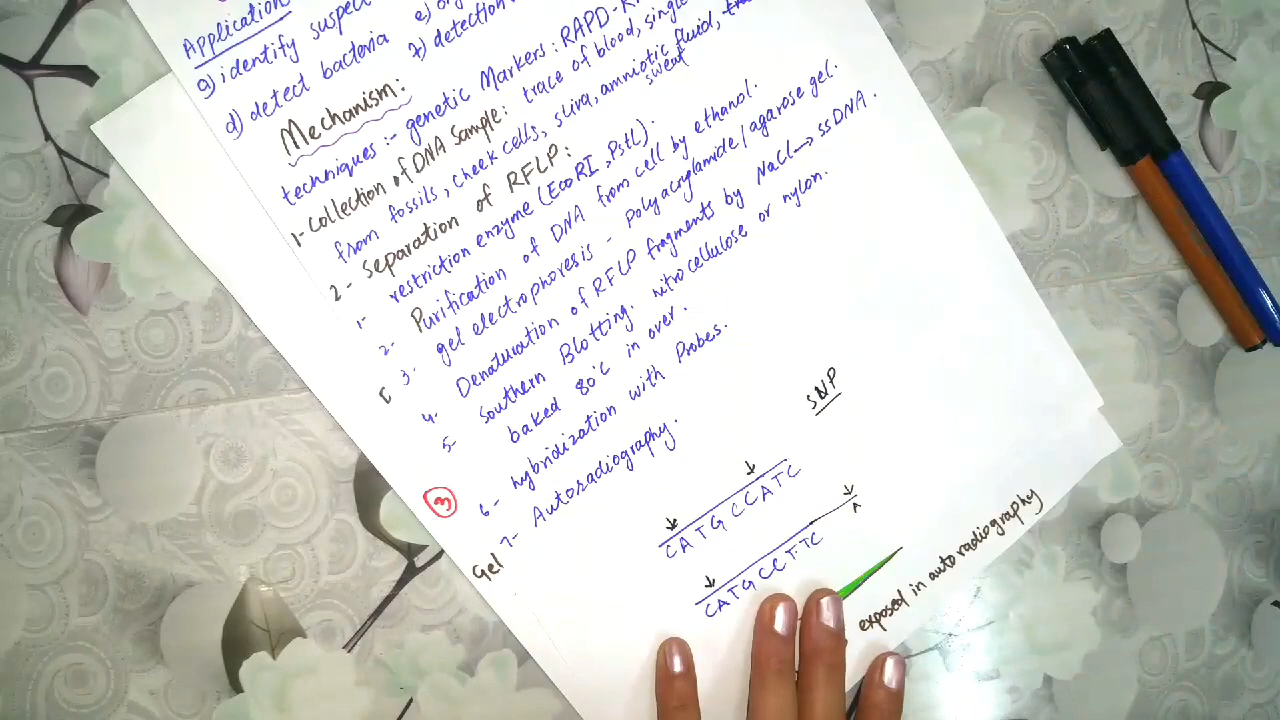 Application
g) identify suspect
e)
d) detect bacteria
7) detection
Mechanism:
techniques :- genetic Markers : RAPD-
1- Collection of DNA Sample: trace of blood, single
from fossils, cheek cells, sliva, amniotic fluid,
sweat
2- separation of RFLP:
1- restriction enzyme (EcoRI, PstI).
2- Purification of DNA from cell by ethanol.
3- gel electrophoresis - polyacrylamide/agarose gel.
4- Denaturation of RFLP fragments by NaCl → ssDNA.
5- Southern Blotting. nitrocellulose or nylon.
baked 80°C in over.
6- hybridization with Probes.
7- Autoradiography.
3
Gel
SNP
CATGCCATC
A
CATGCCTTC
exposed in autoradiography